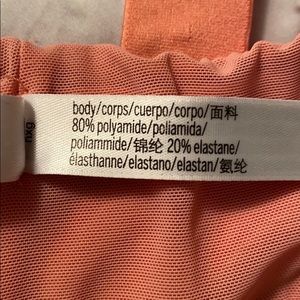 body/corps/cuerpo/corpo/面料
80% polyamide/poliamida/
poliammide/锦纶 20% elastane/
élasthanne/elastano/elastan/氨纶